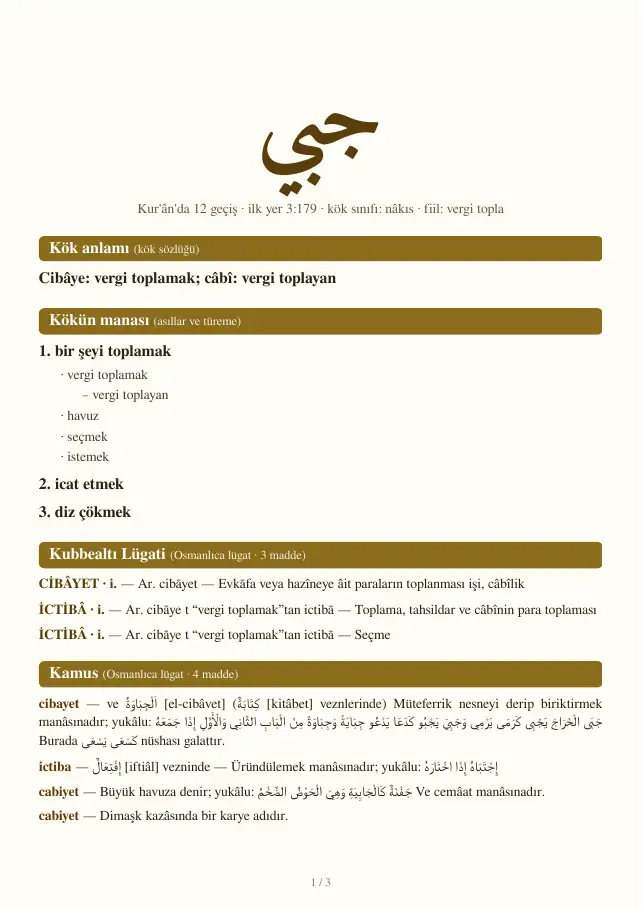 جبي
Kur'ân'da 12 geçiş · ilk yer 3:179 · kök sınıfı: nâkıs · fiil: vergi topla
Kök anlamı (kök sözlüğü)
Cibâye: vergi toplamak; câbî: vergi toplayan
Kökün manası (asıllar ve türeme)
1. bir şeyi toplamak
· vergi toplamak
– vergi toplayan
· havuz
· seçmek
· istemek
2. icat etmek
3. diz çökmek
Kubbealtı Lügati (Osmanlıca lügat · 3 madde)
CİBÂYET · i. — Ar. cibāyet — Evkāfa veya hazîneye âit paraların toplanması işi, câbîlik
İCTİBÂ · i. — Ar. cibāye t “vergi toplamak”tan ictibā — Toplama, tahsildar ve câbînin para toplaması
İCTİBÂ · i. — Ar. cibāye t “vergi toplamak”tan ictibā — Seçme
Kamus (Osmanlıca lügat · 4 madde)
cibayet — ve اَلْجِبَاوَةُ [el-cibâvet] (كِتَابَةٌ [kitâbet] veznlerinde) Müteferrik nesneyi derip biriktirmek
manâsınadır; yukâlu: جَبَى الْخَرَاجَ يَجْبِي كَرَمَى يَرْمِي وَجَبَى يَجْبُو كَدَعَا يَدْعُو جِبَايَةً وَجِبَاوَةً مِنَ الْبَابِ الثَّانِي وَالْأَوَّلِ إِذَا جَمَعَهُ
Burada كَسَعَى يَسْعَى nüshası galattır.
ictiba — إِفْتِعَالٌ [iftiâl] vezninde — Üründülemek manâsınadır; yukâlu: إِجْتَبَاهُ إِذَا اخْتَارَهُ
cabiyet — Büyük havuza denir; yukâlu: جَفْنَةٌ كَالْجَابِيَةِ وَهِيَ الْحَوْضُ الضَّخْمُ Ve cemâat manâsınadır.
cabiyet — Dimaşk kazâsında bir karye adıdır.
1 / 3